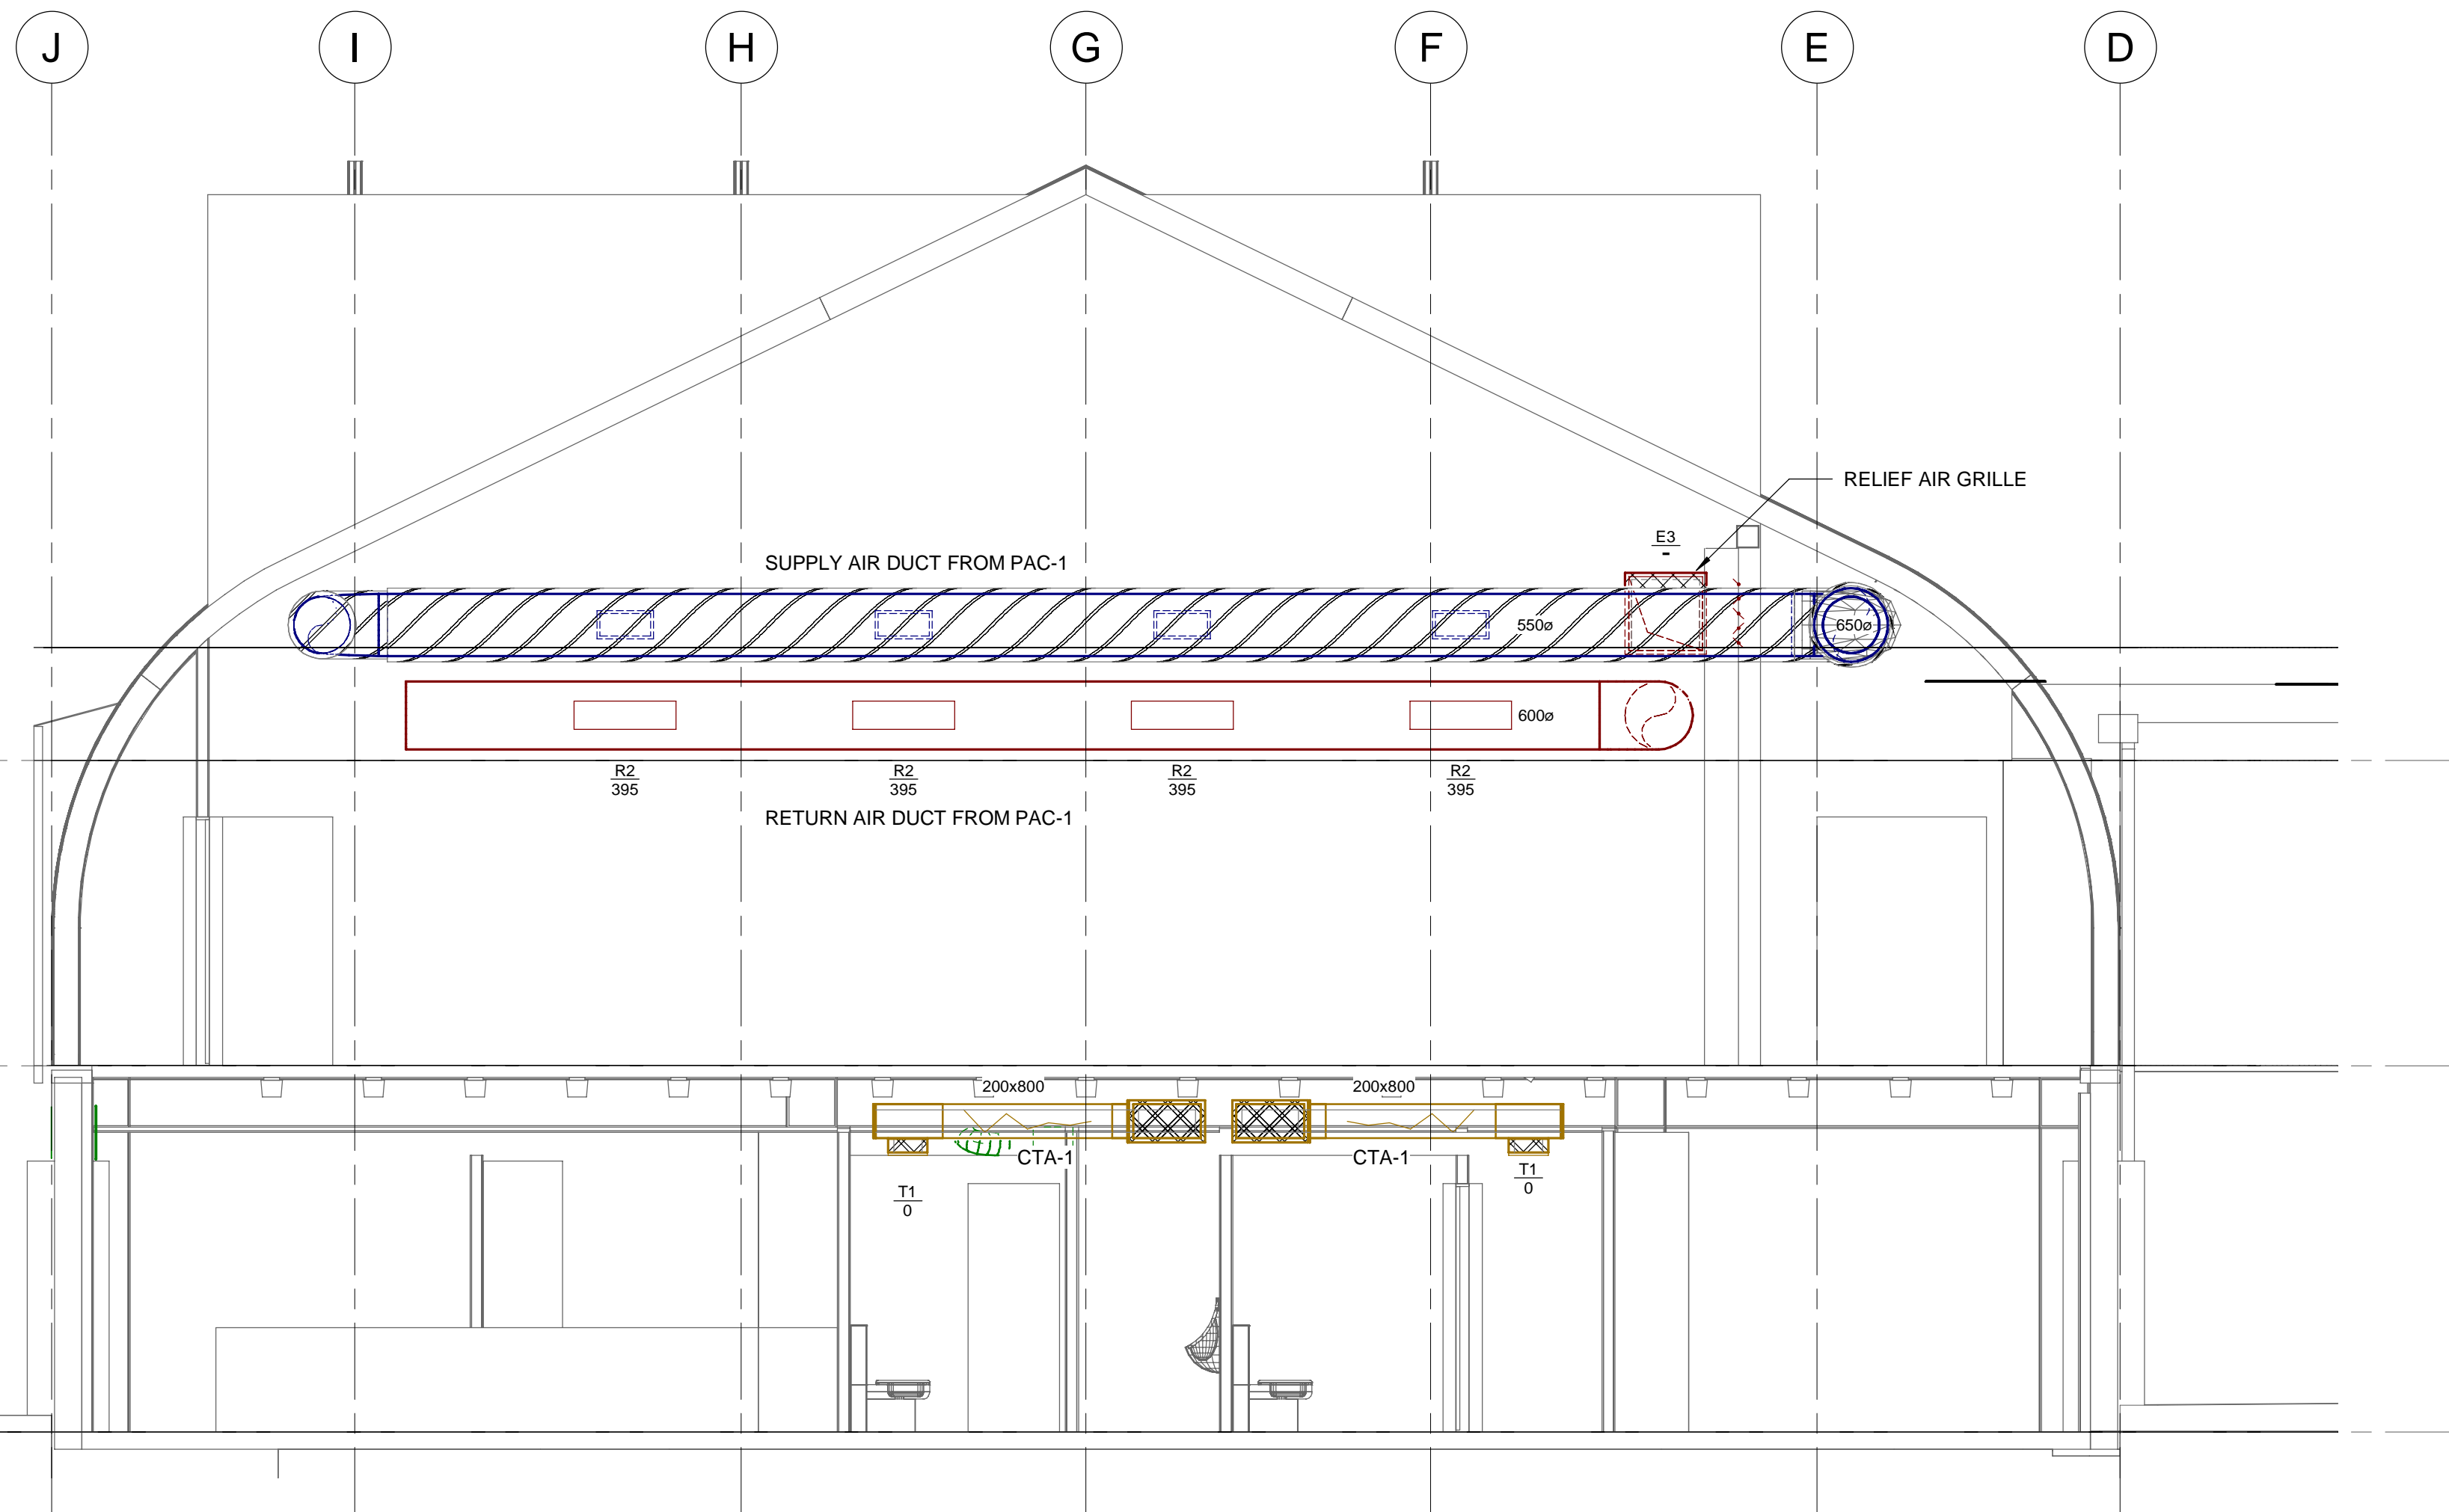 J
I
H
G
F
E
D
RELIEF AIR GRILLE
E3
-
SUPPLY AIR DUCT FROM PAC-1
550ø
650ø
600ø
R2
395
R2
395
R2
395
R2
395
RETURN AIR DUCT FROM PAC-1
200x800
200x800
CTA-1
CTA-1
T1
0
T1
0